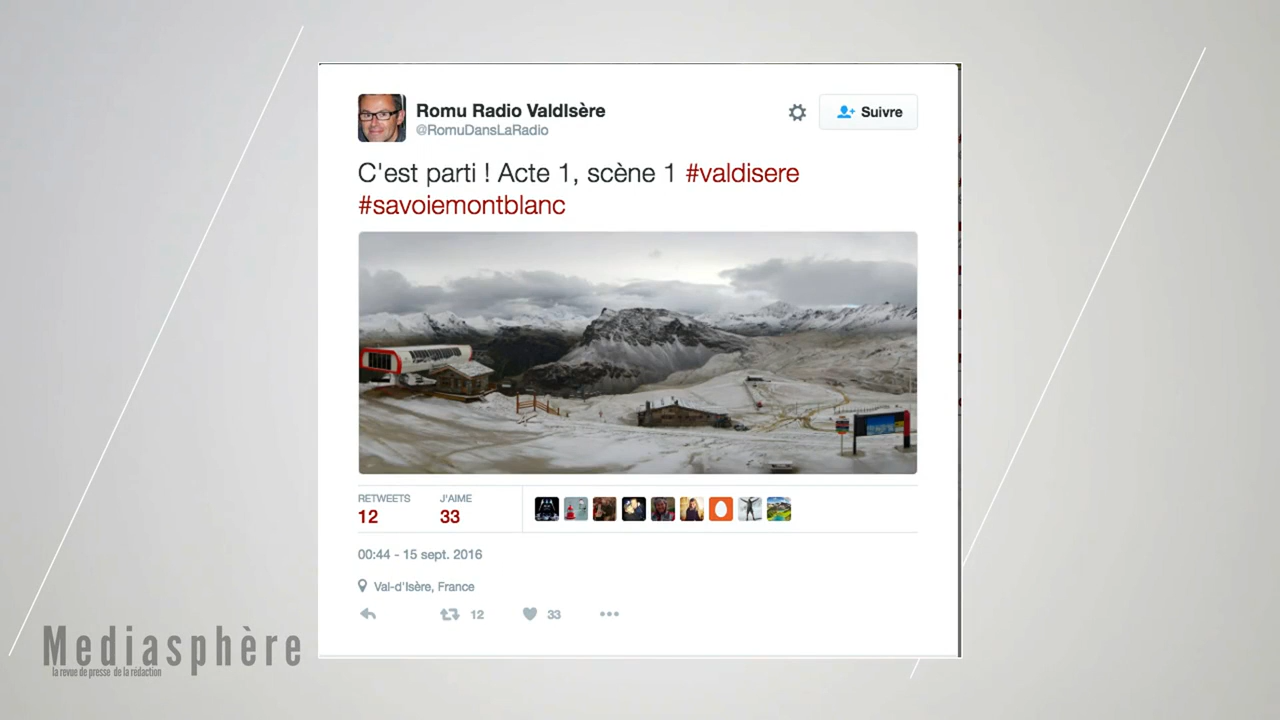 Romu Radio ValdIsère
@RomuDansLaRadio
Suivre
C'est parti ! Acte 1, scène 1 #valdisere
#savoiemontblanc
RETWEETS
J'AIME
12
33
00:44 - 15 sept. 2016
Val-d'Isère, France
12
33
Mediasphère
la revue de presse de la rédaction